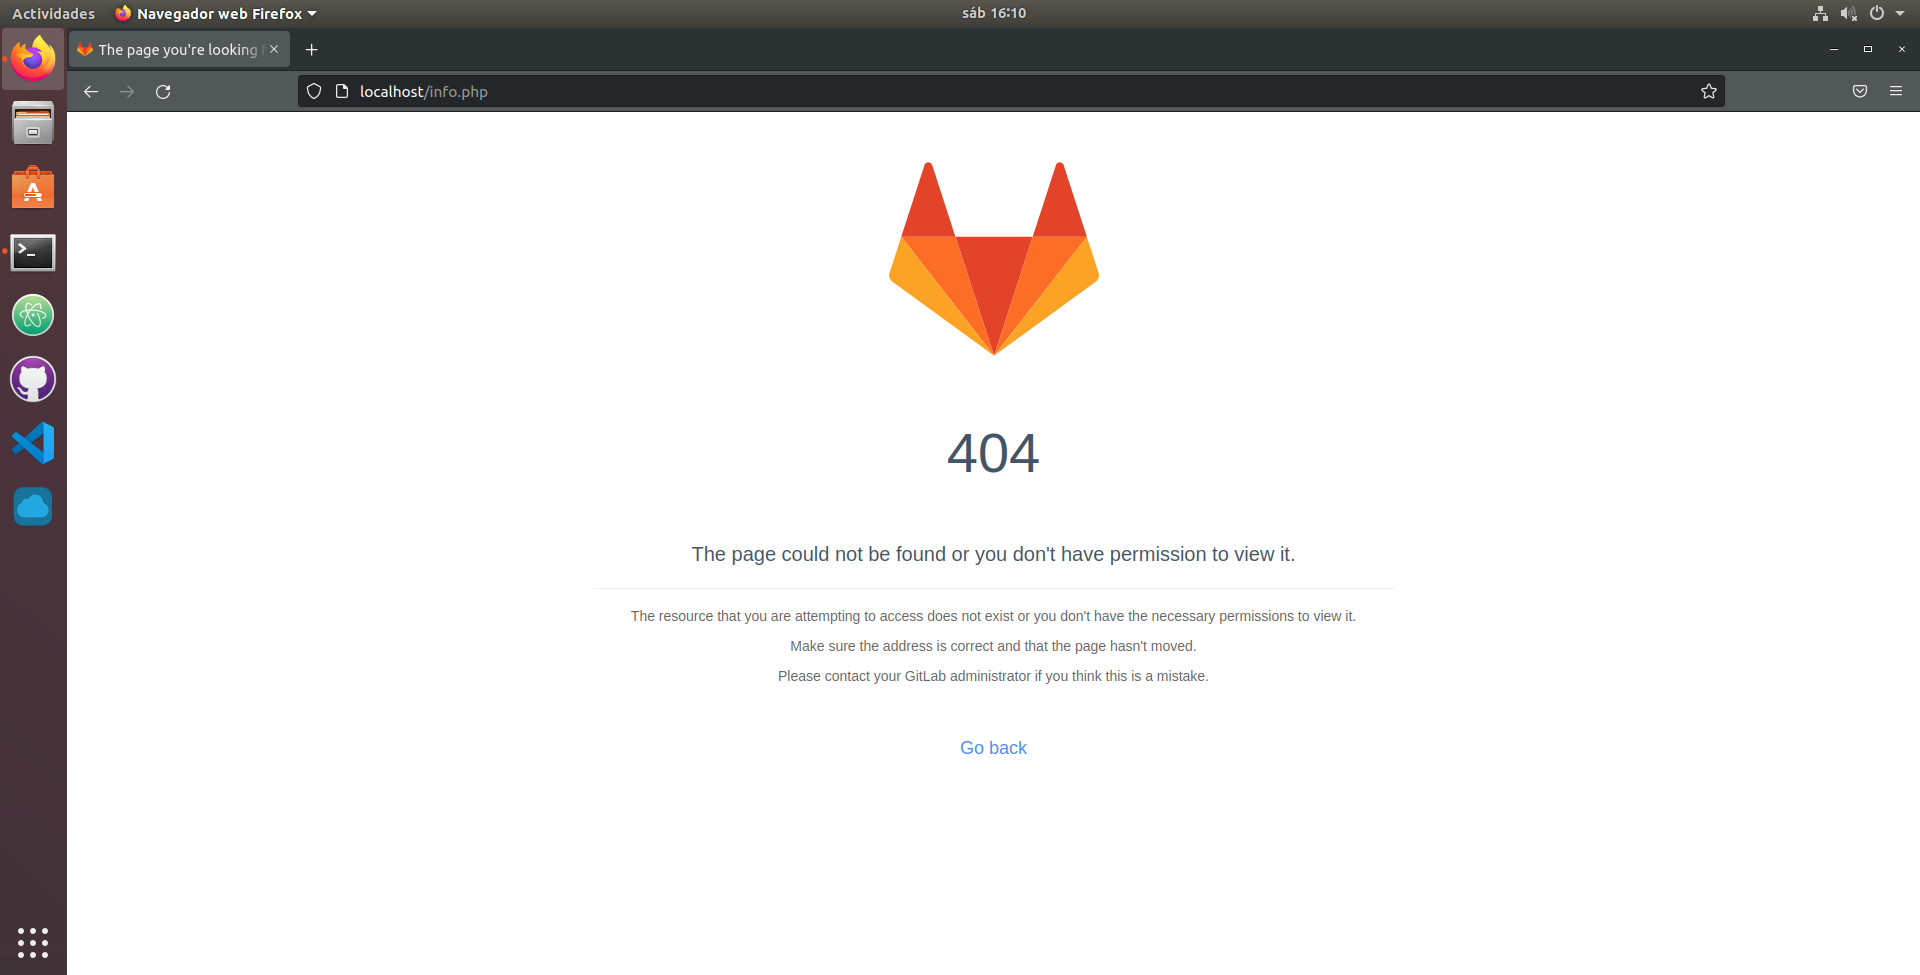 Actividades Navegador web Firefox sáb 16:10
The page you're looking
localhost/info.php
404
The page could not be found or you don't have permission to view it.
The resource that you are attempting to access does not exist or you don't have the necessary permissions to view it.
Make sure the address is correct and that the page hasn't moved.
Please contact your GitLab administrator if you think this is a mistake.
Go back